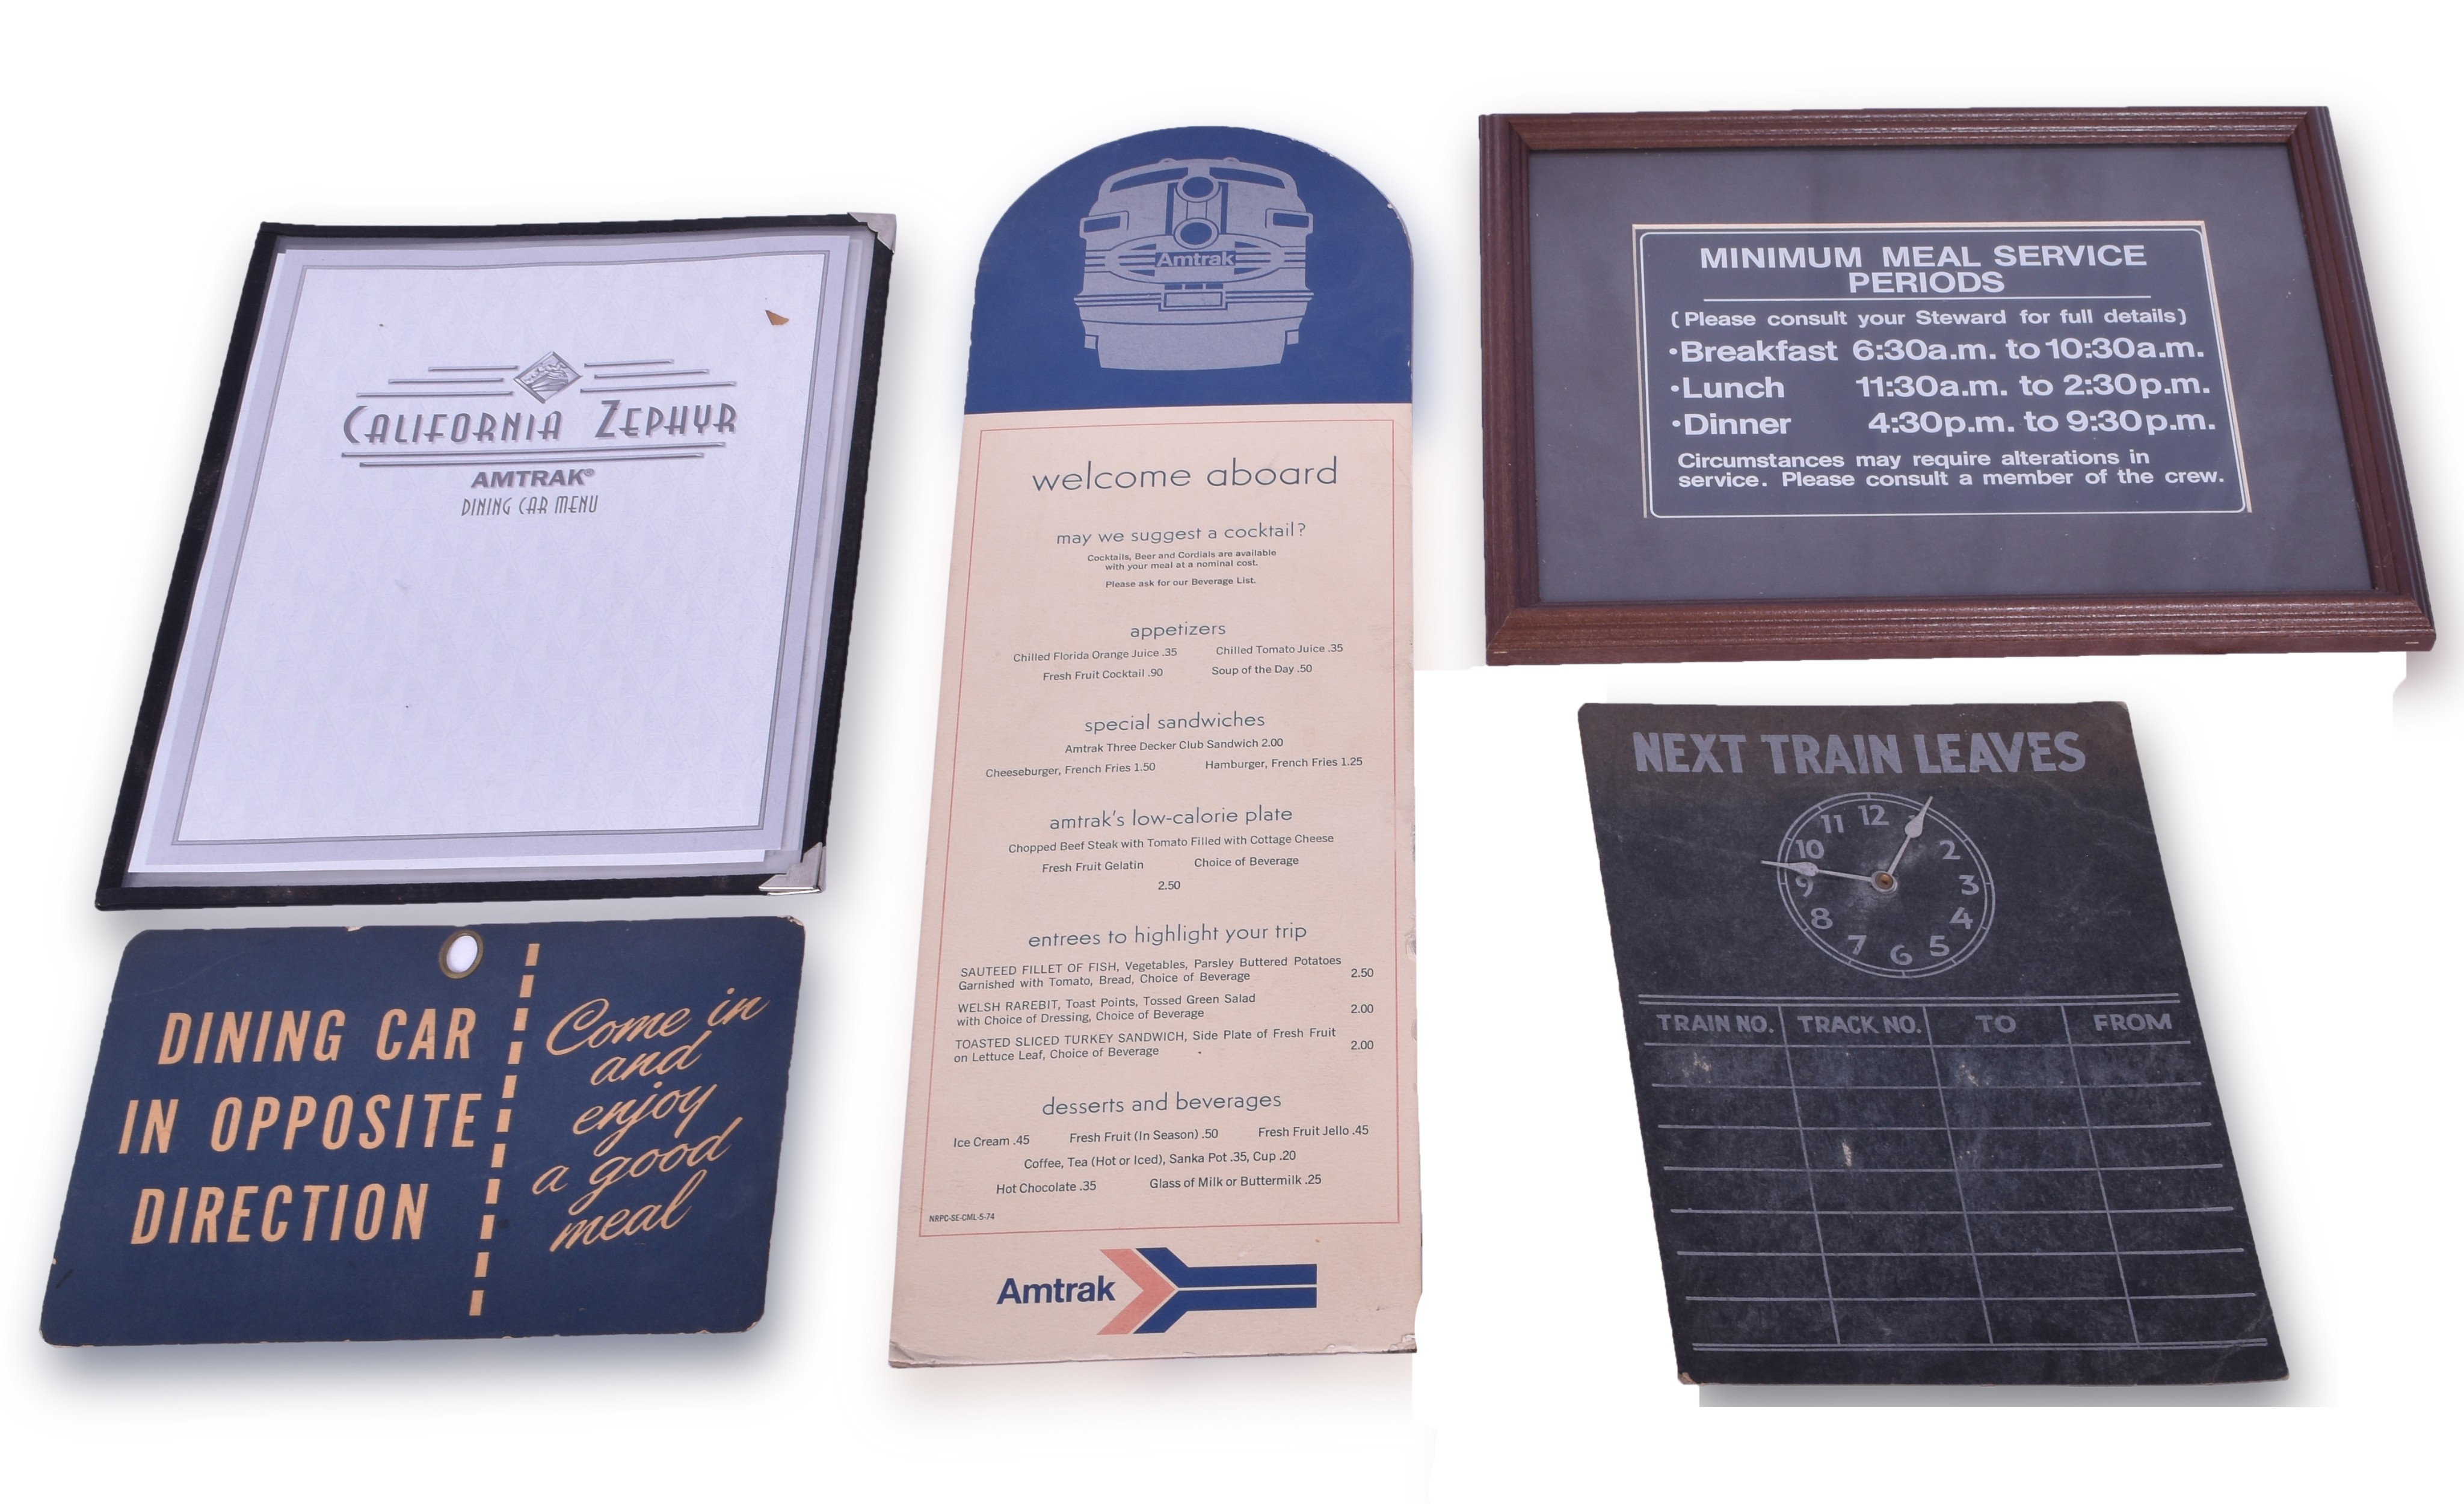 CALIFORNIA ZEPHYR
AMTRAK®
DINING CAR MENU
DINING CAR
IN OPPOSITE
DIRECTION
Come in
and
enjoy
a good
meal
Amtrak
welcome aboard
may we suggest a cocktail?
Cocktails, Beer and Cordials are available
with your meal at a nominal cost.
Please ask for our Beverage List.
appetizers
Chilled Florida Orange Juice .35 Chilled Tomato Juice .35
Fresh Fruit Cocktail .90 Soup of the Day .50
special sandwiches
Amtrak Three Decker Club Sandwich 2.00
Cheeseburger, French Fries 1.50 Hamburger, French Fries 1.25
amtrak's low-calorie plate
Chopped Beef Steak with Tomato Filled with Cottage Cheese
Fresh Fruit Gelatin Choice of Beverage
2.50
entrees to highlight your trip
SAUTEED FILLET OF FISH, Vegetables, Parsley Buttered Potatoes
Garnished with Tomato, Bread, Choice of Beverage 2.50
WELSH RAREBIT, Toast Points, Tossed Green Salad
with Choice of Dressing, Choice of Beverage 2.00
TOASTED SLICED TURKEY SANDWICH, Side Plate of Fresh Fruit
on Lettuce Leaf, Choice of Beverage 2.00
desserts and beverages
Ice Cream .45 Fresh Fruit (In Season) .50 Fresh Fruit Jello .45
Coffee, Tea (Hot or Iced), Sanka Pot .35, Cup .20
Hot Chocolate .35 Glass of Milk or Buttermilk .25
NRPC-SE-CML-5-74
Amtrak
MINIMUM MEAL SERVICE
PERIODS
(Please consult your Steward for full details)
•Breakfast 6:30a.m. to 10:30a.m.
•Lunch 11:30a.m. to 2:30p.m.
•Dinner 4:30p.m. to 9:30p.m.
Circumstances may require alterations in
service. Please consult a member of the crew.
NEXT TRAIN LEAVES
12
11
10 2
9 3
8 4
7 6 5
TRAIN NO. TRACK NO. TO FROM